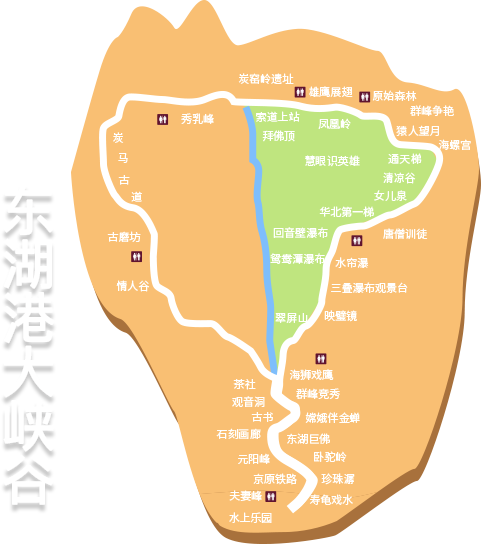 东湖港大峡谷
炭窑岭遗址
雄鹰展翅
原始森林
群峰争艳
猿人望月
海螺宫
秀乳峰
索道上站
凤凰岭
拜佛顶
慧眼识英雄
通天梯
清凉谷
女儿泉
华北第一梯
炭马古道
古磨坊
情人谷
回音壁瀑布
唐僧训徒
鸳鸯潭瀑布
水帘瀑
三叠瀑布观景台
翠屏山
映壁镜
海狮戏鹰
茶社
群峰竞秀
观音洞
古书
嫦娥伴金蝉
石刻画廊
东湖巨佛
元阳峰
卧驼岭
京原铁路
珍珠潭
夫妻峰
寿龟戏水
水上乐园